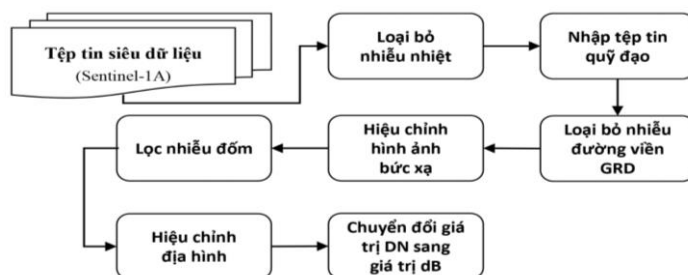 Tệp tin siêu dữ liệu
(Sentinel-1A)
Loại bỏ
nhiễu nhiệt
Nhập tệp tin
quỹ đạo
Loại bỏ nhiễu
đường viền
GRD
Hiệu chỉnh
hình ảnh
bức xạ
Lọc nhiễu đốm
Hiệu chỉnh
địa hình
Chuyển đổi giá
trị DN sang
giá trị dB